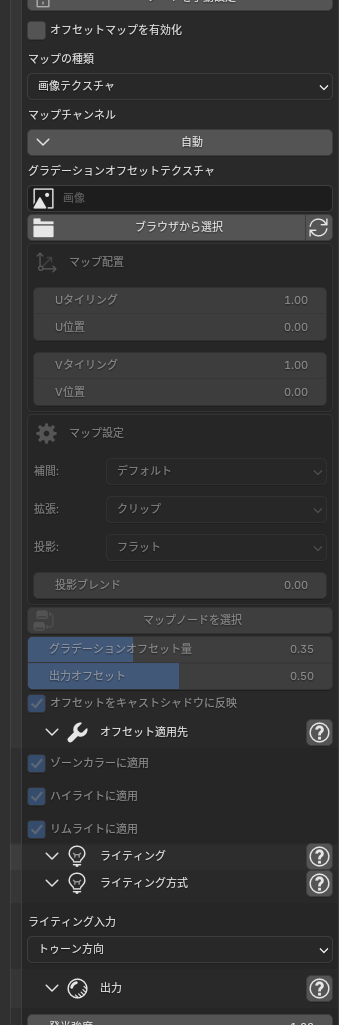 オフセットマップを有効化
マップの種類
画像テクスチャ
マップチャンネル
自動
グラデーションオフセットテクスチャ
画像
ブラウザから選択
マップ配置
Uタイリング 1.00
U位置 0.00
Vタイリング 1.00
V位置 0.00
マップ設定
補間: デフォルト
拡張: クリップ
投影: フラット
投影ブレンド 0.00
マップノードを選択
グラデーションオフセット量 0.35
出力オフセット 0.50
オフセットをキャストシャドウに反映
オフセット適用先
ゾーンカラーに適用
ハイライトに適用
リムライトに適用
ライティング
ライティング方式
ライティング入力
トゥーン方向
出力